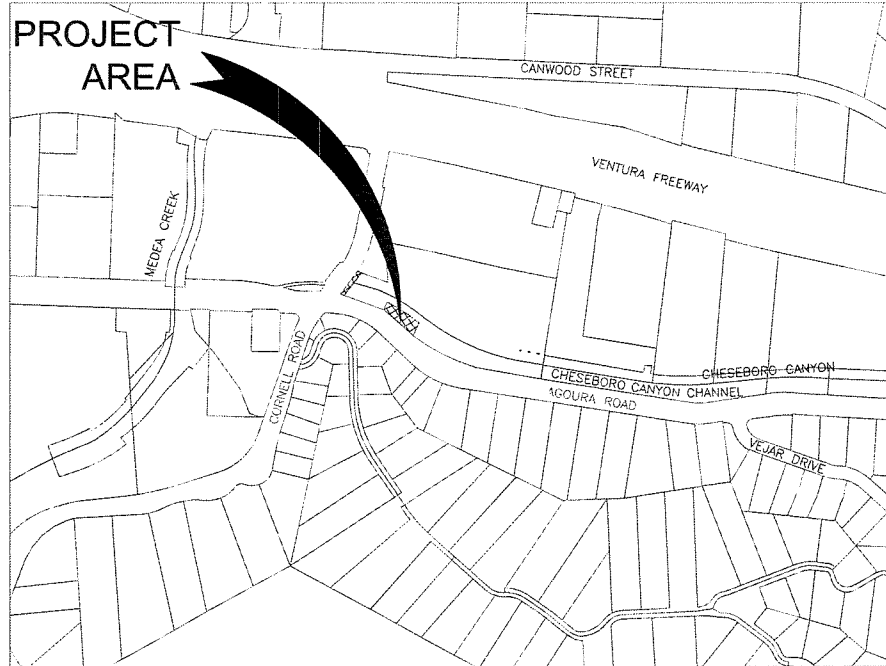 PROJECT
AREA
CANWOOD STREET
VENTURA FREEWAY
MEDEA CREEK
CORNELL ROAD
CHESEBORO CANYON
CHESEBORO CANYON CHANNEL
AGOURA ROAD
VEJAR DRIVE